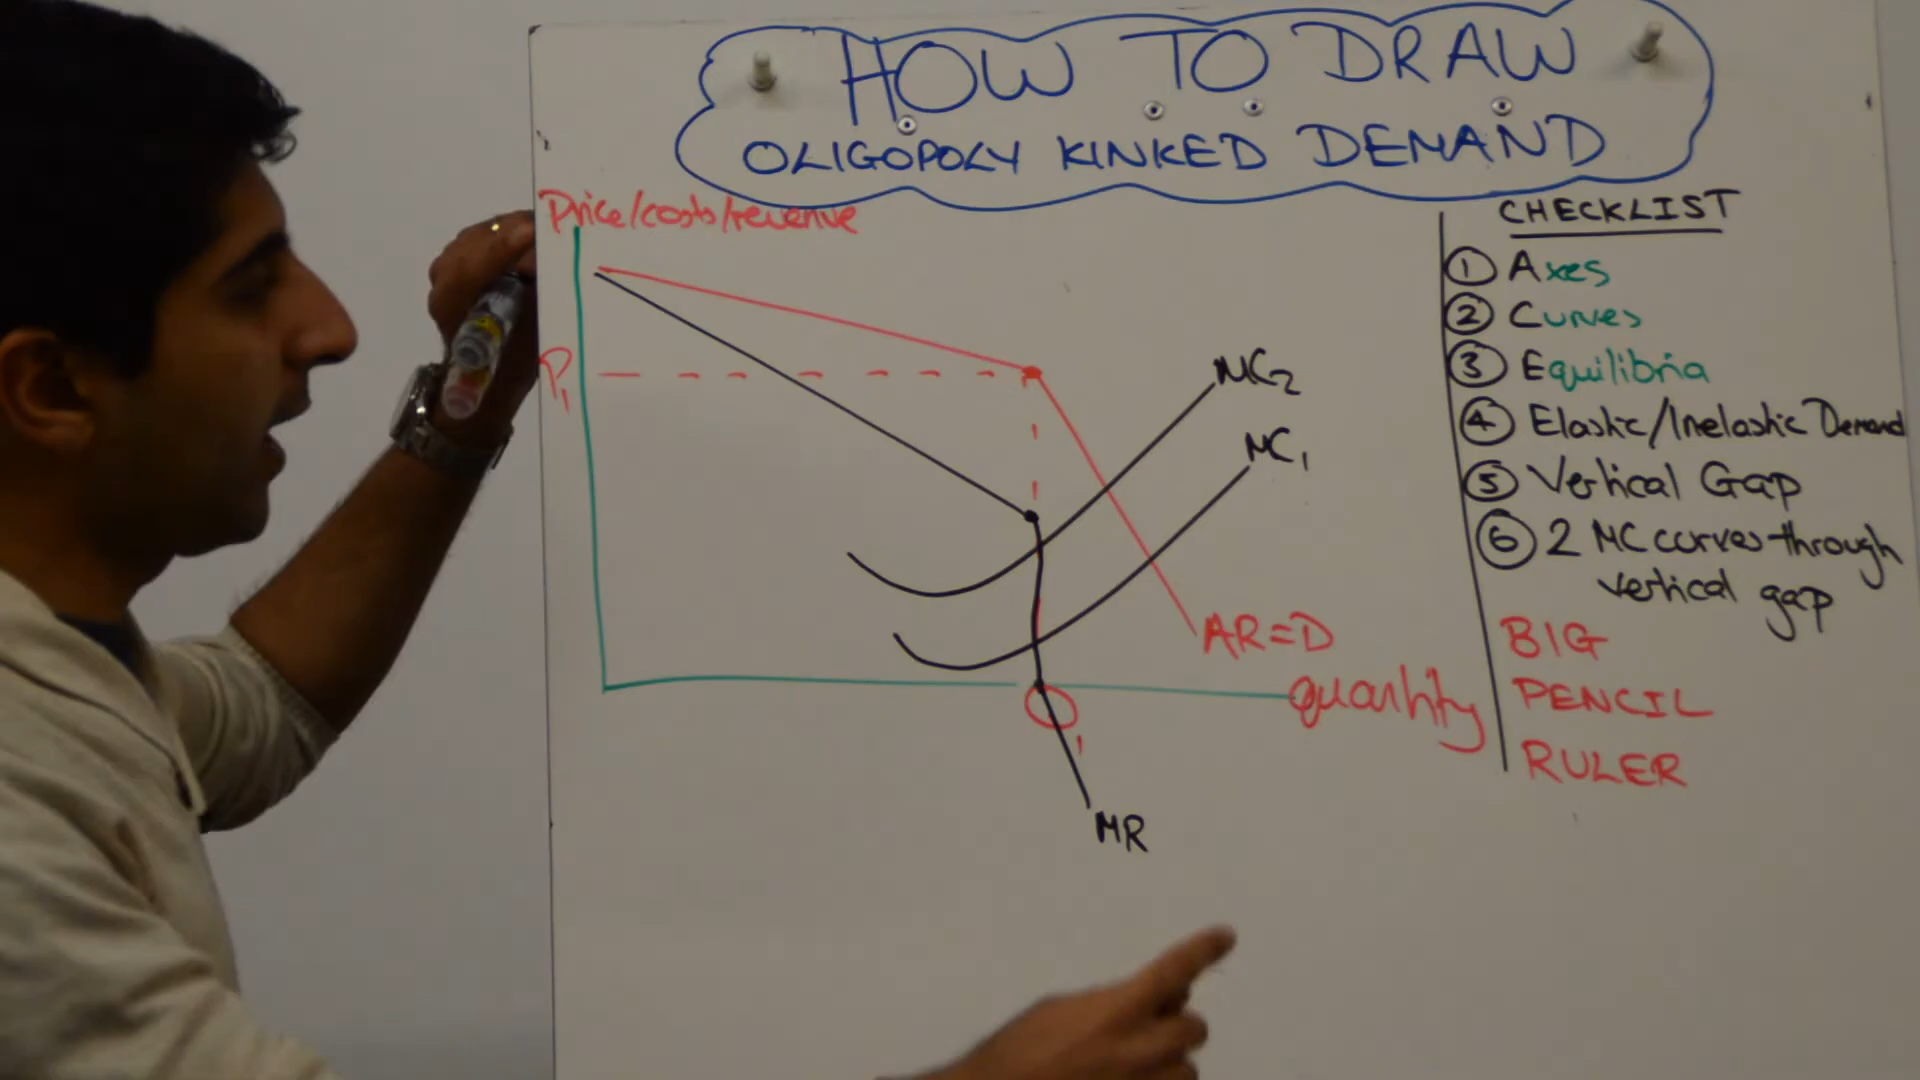 HOW TO DRAW
OLIGOPOLY KINKED DEMAND
Price/costs/revenue
P1
MC2
MC1
AR=D
quantity
Q1
MR
CHECKLIST
1 Axes
2 Curves
3 Equilibria
4 Elastic/Inelastic Demand
5 Vertical Gap
6 2 MC curves through
vertical gap
BIG
PENCIL
RULER